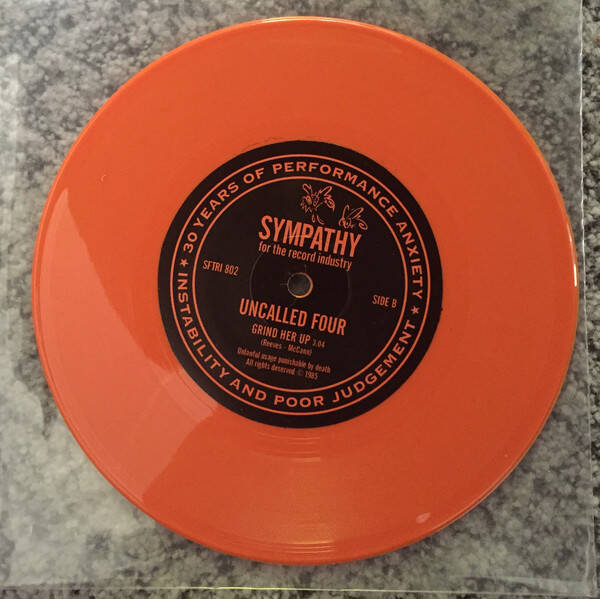 ★ 30 YEARS OF PERFORMANCE ANXIETY ★
INSTABILITY AND POOR JUDGEMENT
SYMPATHY
for the record industry
SFTRI 802
SIDE B
UNCALLED FOUR
GRIND HER UP 3:04
(Reeves - McCann)
Unlawful usage punishable by death
All rights deserved © 1985